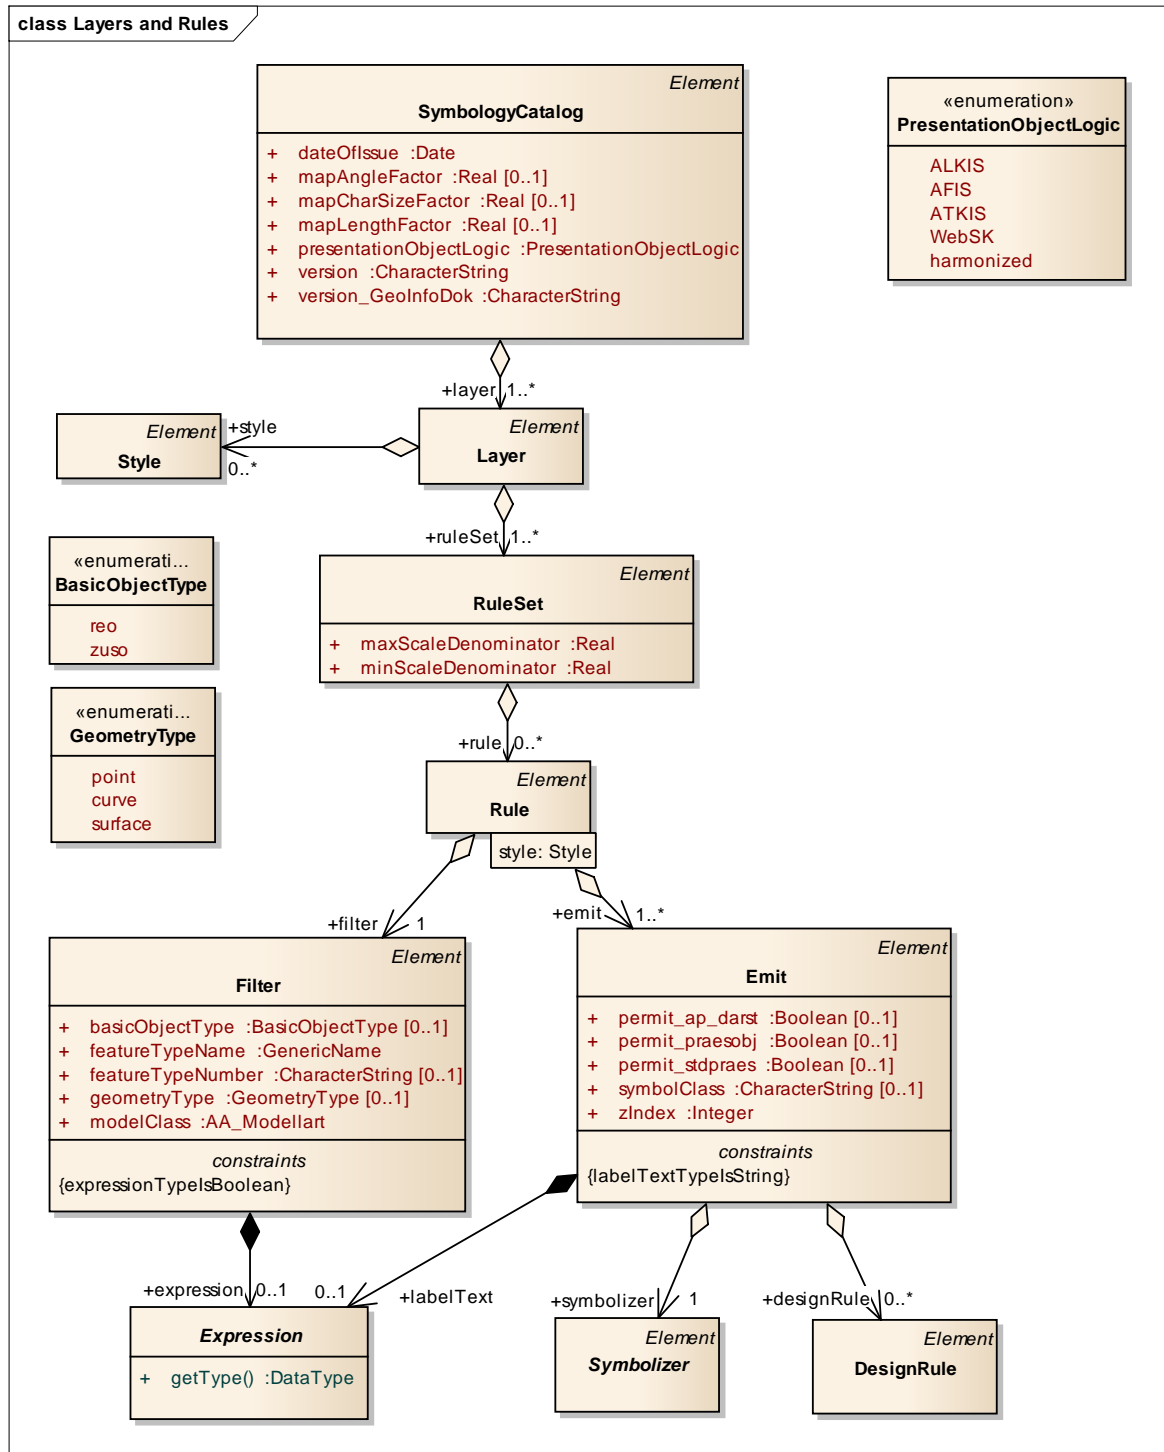 class Layers and Rules
Element
SymbologyCatalog
+ dateOfIssue :Date
+ mapAngleFactor :Real [0..1]
+ mapCharSizeFactor :Real [0..1]
+ mapLengthFactor :Real [0..1]
+ presentationObjectLogic :PresentationObjectLogic
+ version :CharacterString
+ version_GeoInfoDok :CharacterString
«enumeration»
PresentationObjectLogic
ALKIS
AFIS
ATKIS
WebSK
harmonized
+layer 1..*
Element
Layer
+style
0..*
Element
Style
+ruleSet 1..*
«enumerati...
BasicObjectType
reo
zuso
Element
RuleSet
+ maxScaleDenominator :Real
+ minScaleDenominator :Real
«enumerati...
GeometryType
point
curve
surface
+rule 0..*
Element
Rule
style: Style
+filter 1
+emit 1..*
Element
Filter
+ basicObjectType :BasicObjectType [0..1]
+ featureTypeName :GenericName
+ featureTypeNumber :CharacterString [0..1]
+ geometryType :GeometryType [0..1]
+ modelClass :AA_Modellart
constraints
{expressionTypeIsBoolean}
Element
Emit
+ permit_ap_darst :Boolean [0..1]
+ permit_praesobj :Boolean [0..1]
+ permit_stdpraes :Boolean [0..1]
+ symbolClass :CharacterString [0..1]
+ zIndex :Integer
constraints
{labelTextTypeIsString}
+expression 0..1
0..1 +labelText
+symbolizer 1
+designRule 0..*
Expression
+ getType() :DataType
Element
Symbolizer
Element
DesignRule